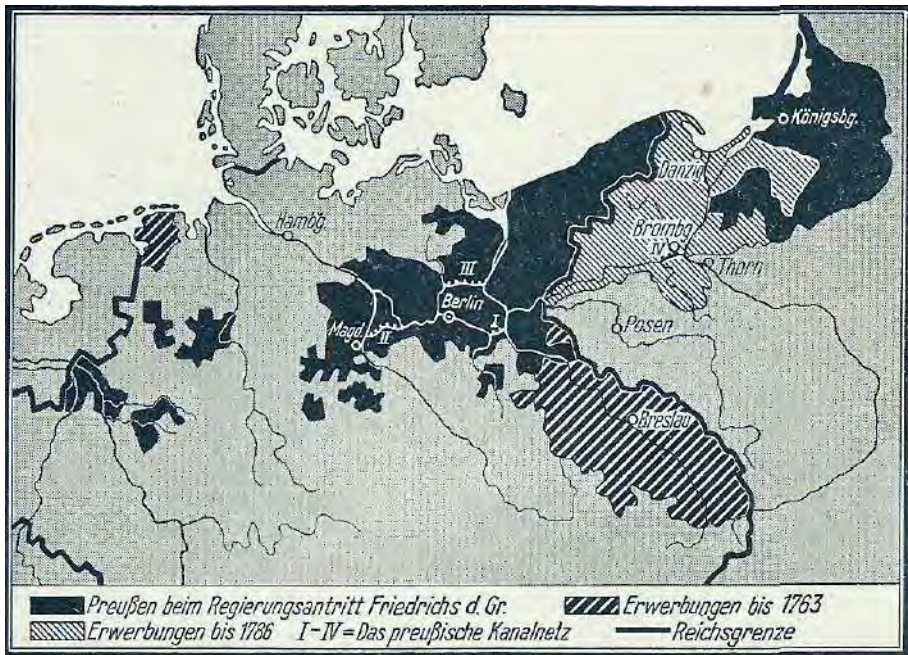 Königsbg.
Danzig
Hambg.
Brombg.
IV
Thorn
III
Berlin
I
Posen
Magd.
II
Breslau
Preußen beim Regierungsantritt Friedrichs d. Gr.
Erwerbungen bis 1763
Erwerbungen bis 1786
I-IV = Das preußische Kanalnetz
Reichsgrenze